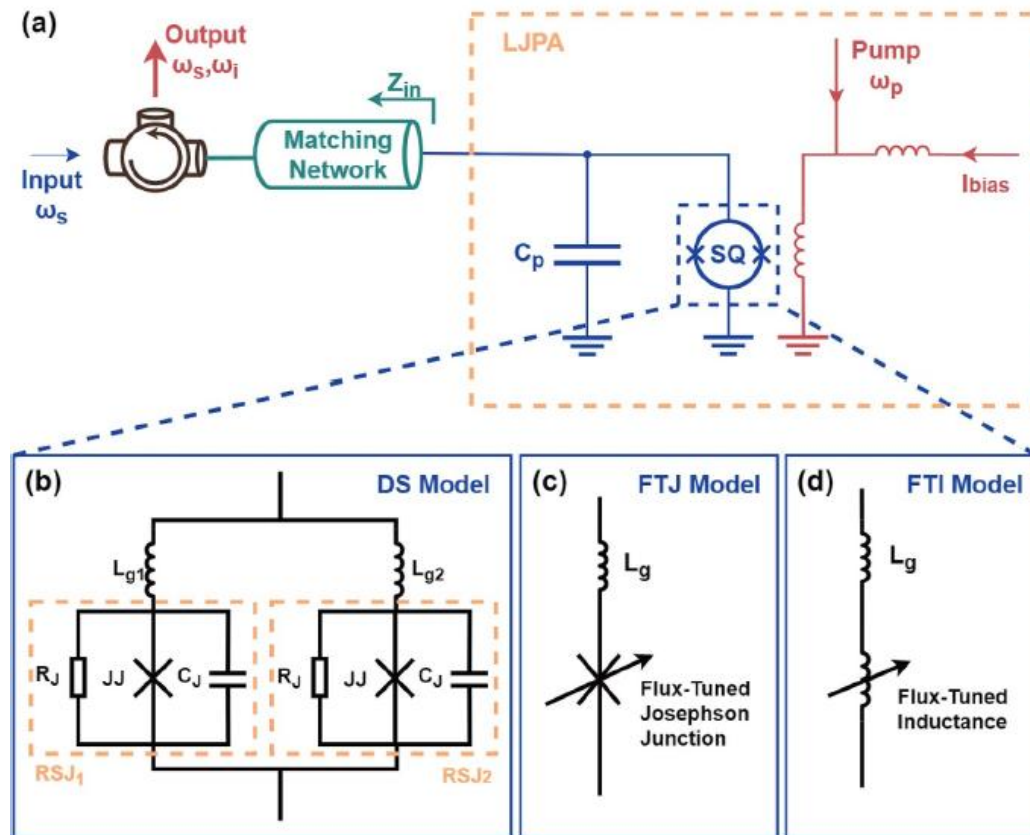 (a)
Output
ωs,ωi
LJPA
Pump
ωp
Zin
Matching
Network
Input
ωs
Ibias
Cp
SQ
(b)
DS Model
Lg1
Lg2
RJ
JJ
CJ
RJ
JJ
CJ
RSJ1
RSJ2
(c)
FTJ Model
Lg
Flux-Tuned
Josephson
Junction
(d)
FTI Model
Lg
Flux-Tuned
Inductance